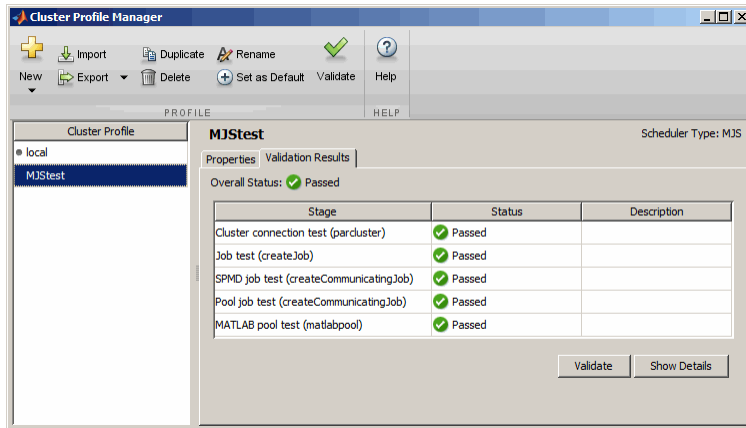 Cluster Profile Manager
New
Import
Export
Duplicate
Delete
Rename
Set as Default
Validate
Help
PROFILE
HELP
Cluster Profile
local
MJStest
MJStest
Scheduler Type: MJS
Properties
Validation Results
Overall Status: Passed
Stage Status Description
Cluster connection test (parcluster) Passed
Job test (createJob) Passed
SPMD job test (createCommunicatingJob) Passed
Pool job test (createCommunicatingJob) Passed
MATLAB pool test (matlabpool) Passed
Validate
Show Details